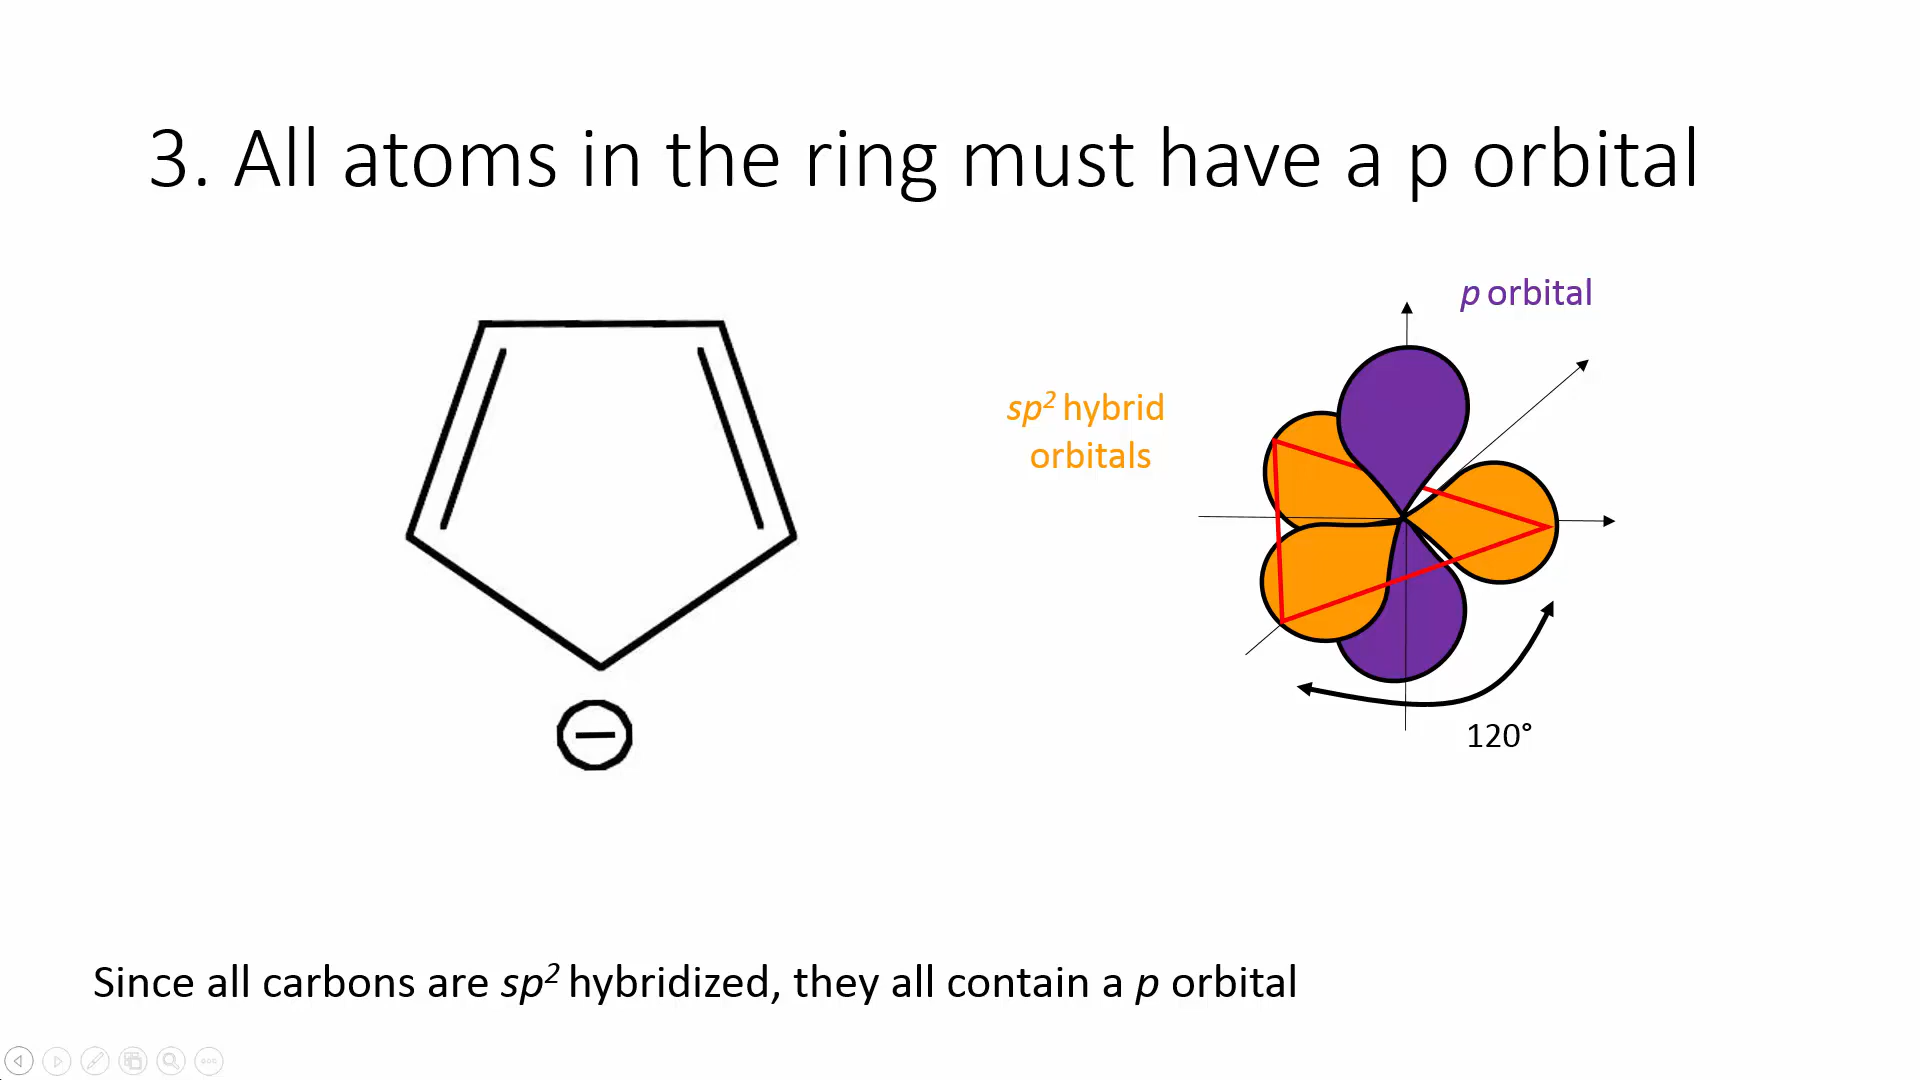 3. All atoms in the ring must have a p orbital
p orbital
sp² hybrid
orbitals
120°
Since all carbons are sp² hybridized, they all contain a p orbital